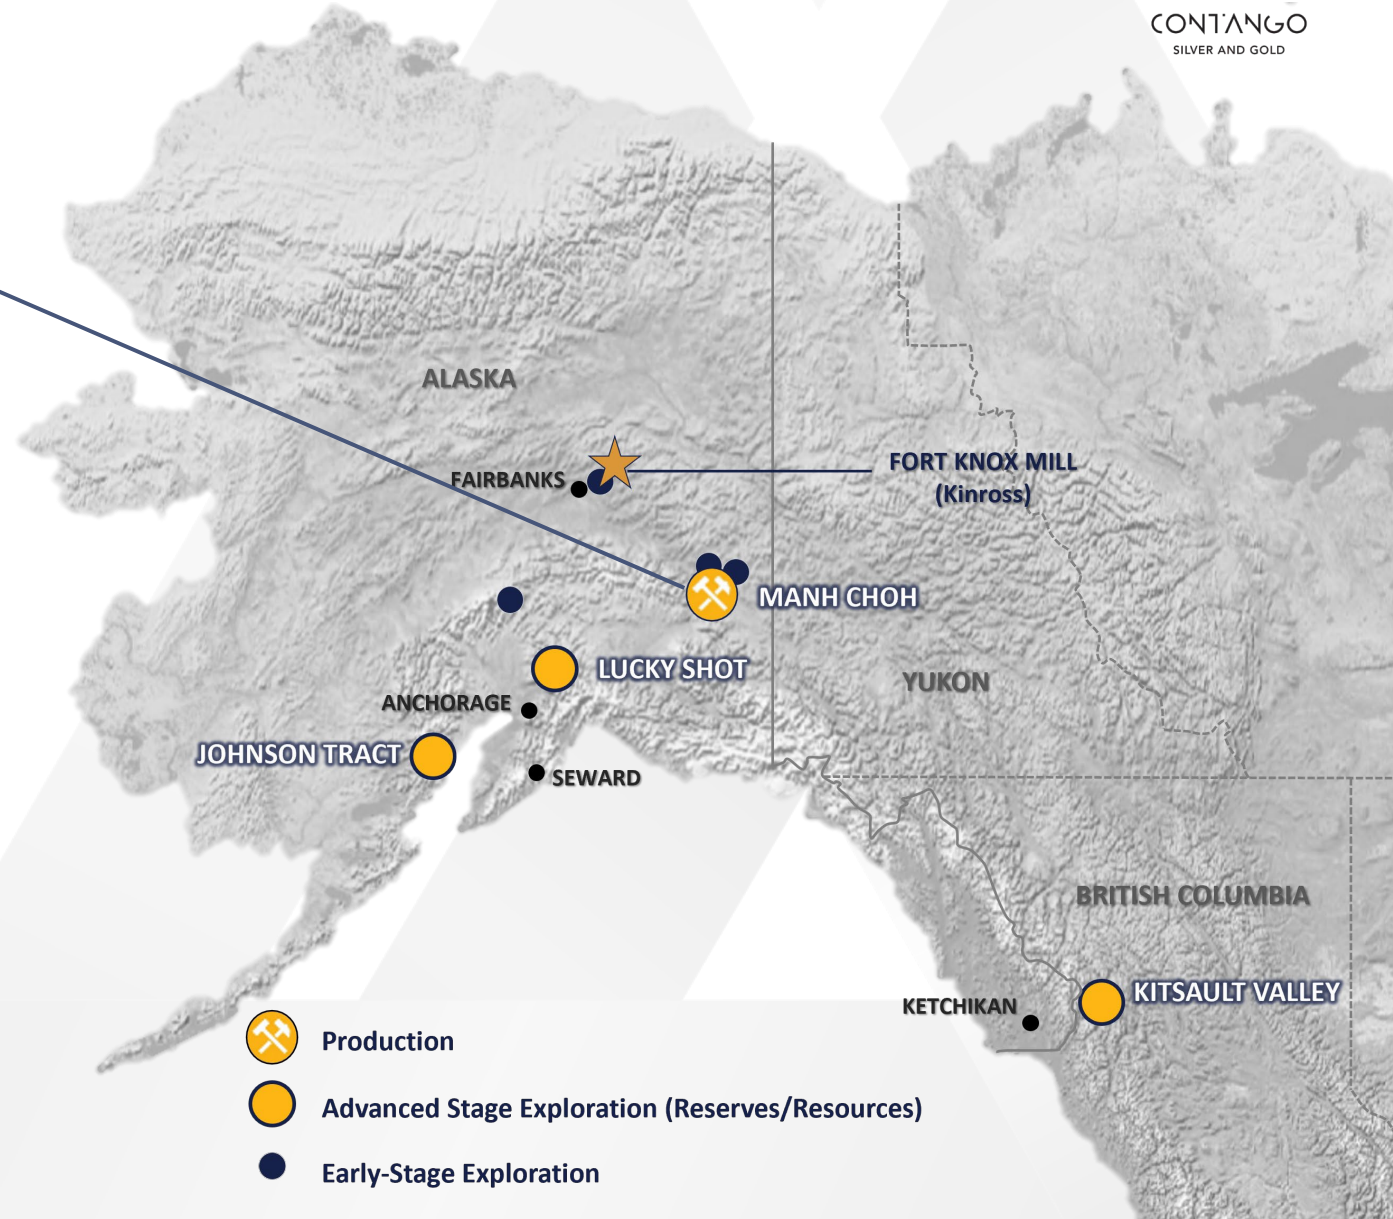 CONTANGO
SILVER AND GOLD
ALASKA
FAIRBANKS
FORT KNOX MILL
(Kinross)
MANH CHOH
LUCKY SHOT
YUKON
ANCHORAGE
JOHNSON TRACT
SEWARD
BRITISH COLUMBIA
KITSAULT VALLEY
KETCHIKAN
Production
Advanced Stage Exploration (Reserves/Resources)
Early-Stage Exploration